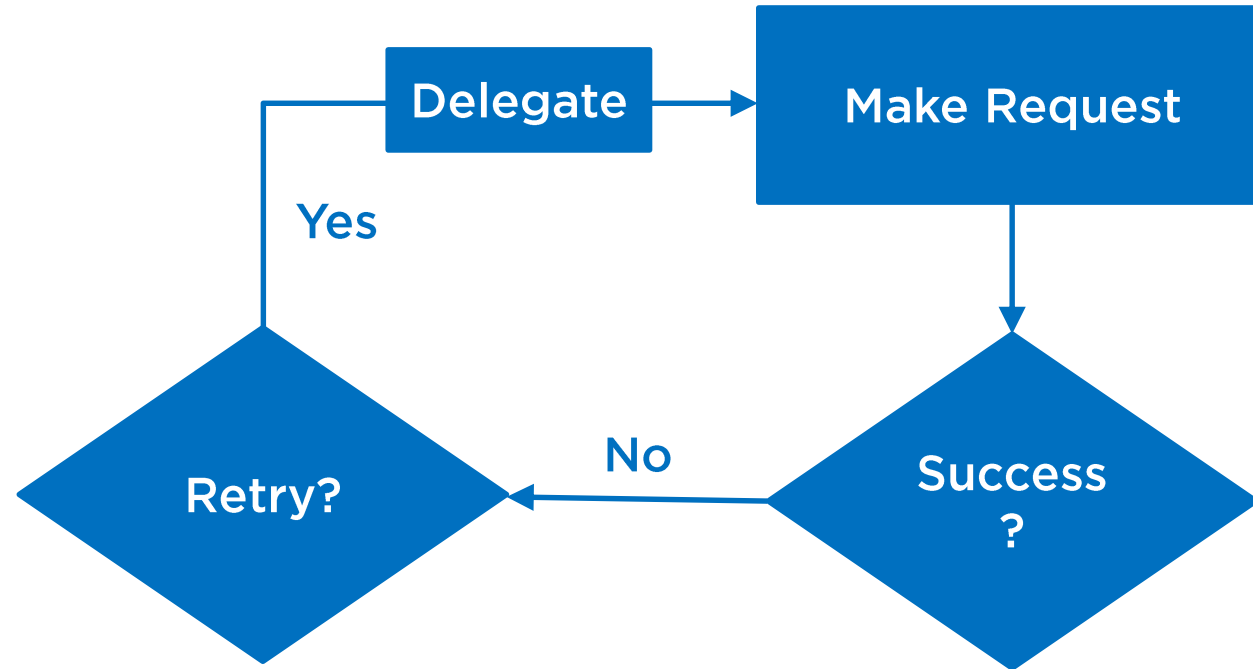 Delegate
Make Request
Yes
No
Retry?
Success
?